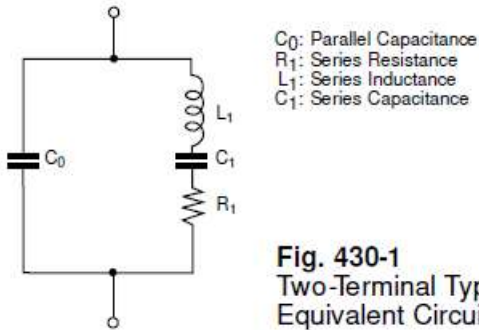 C0: Parallel Capacitance
R1: Series Resistance
L1: Series Inductance
C1: Series Capacitance
L1
C0
C1
R1
Fig. 430-1
Two-Terminal Typ
Equivalent Circui